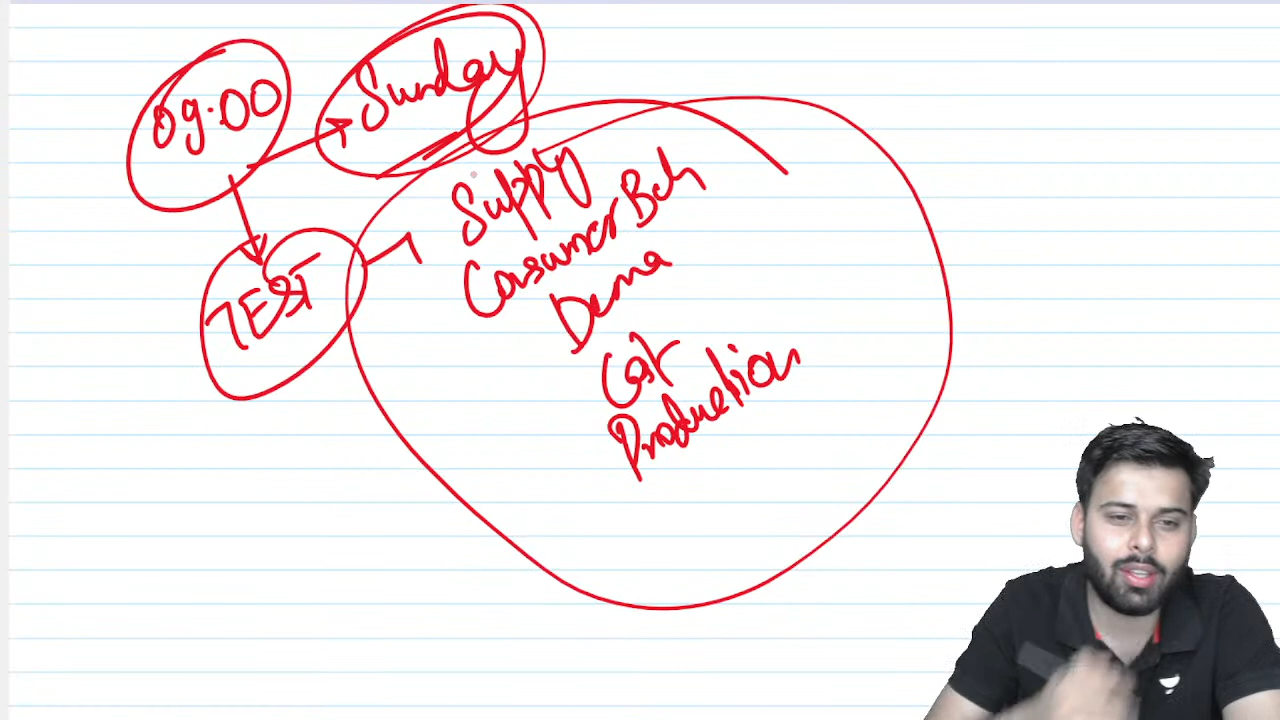 09:00
Sunday
TEST
Supply
Consumer Beh
Dema
Cost
Production